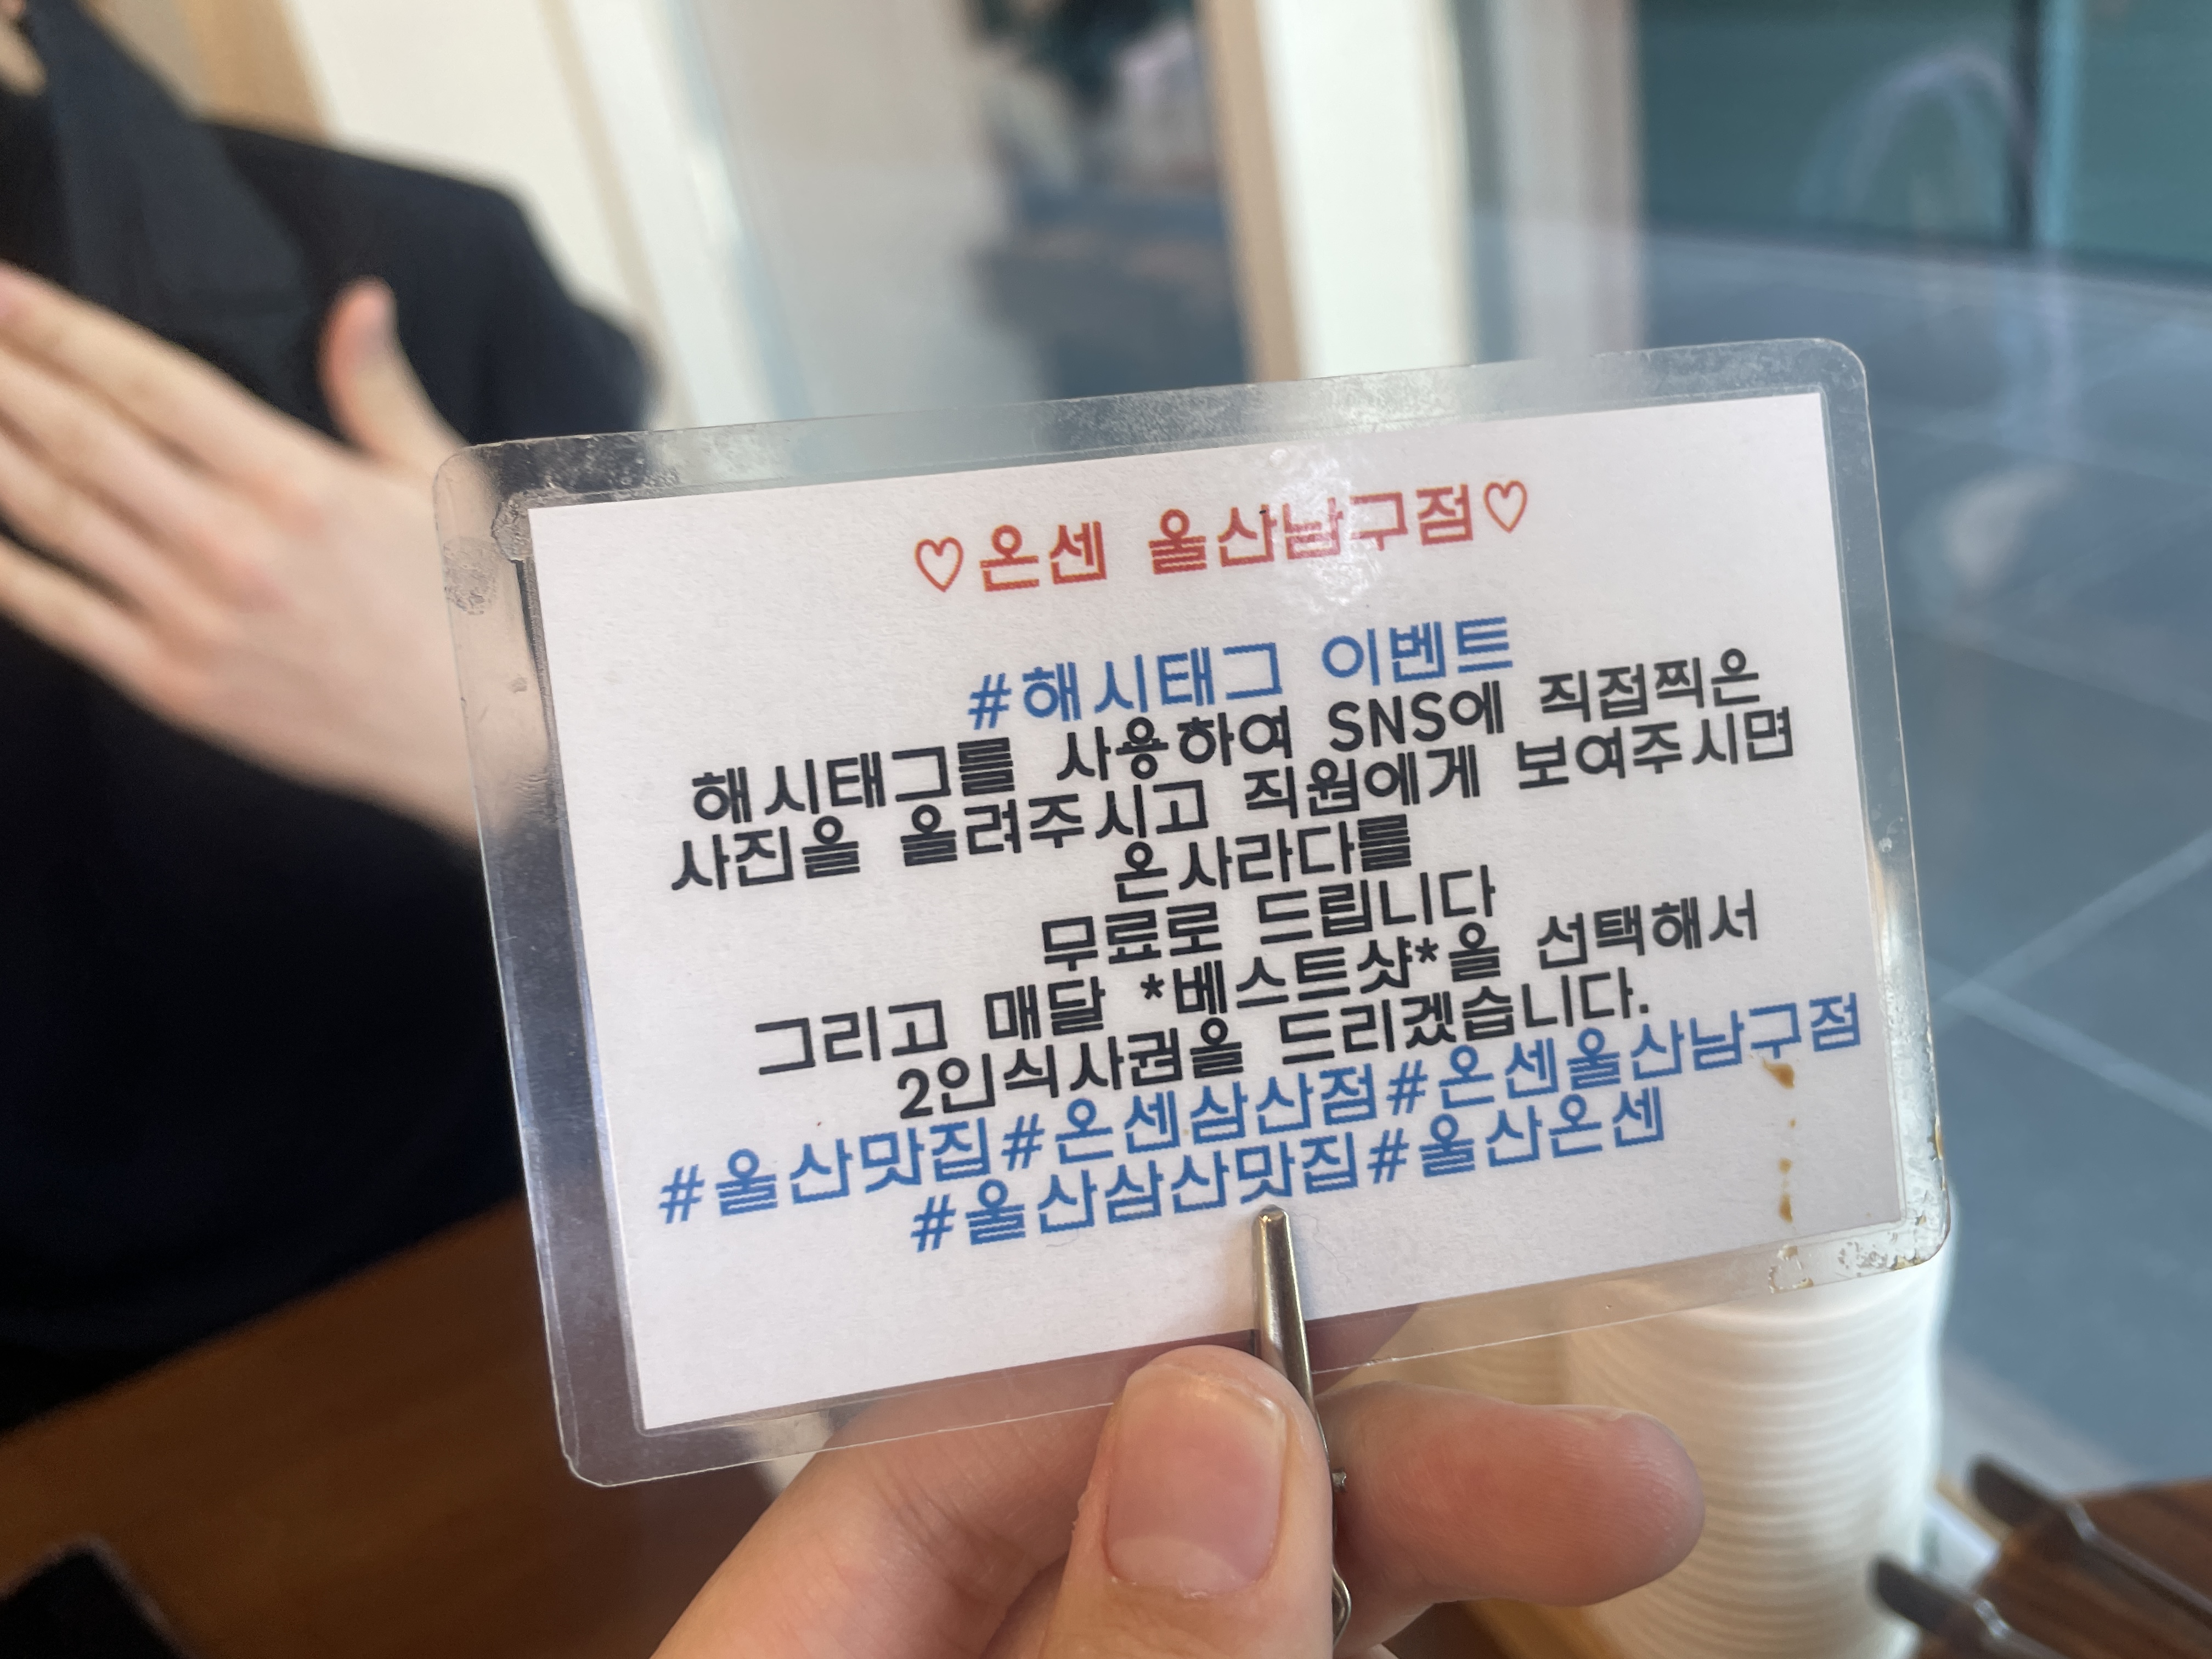 ♡온센 울산남구점♡
#해시태그 이벤트
해시태그를 사용하여 SNS에 직접찍은
사진을 올려주시고 직원에게 보여주시면
온사라다를
무료로 드립니다
그리고 매달 *베스트샷*을 선택해서
2인식사권을 드리겠습니다.
#울산맛집#온센삼산점#온센울산남구점
#울산삼산맛집#울산온센